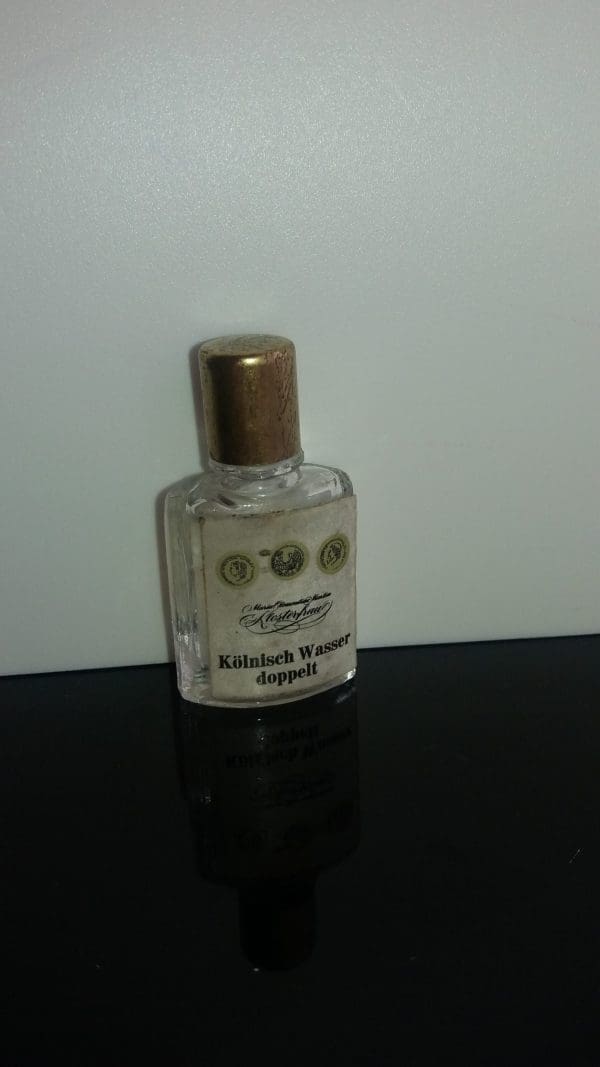 Klosterfrau
Kölnisch Wasser
doppelt